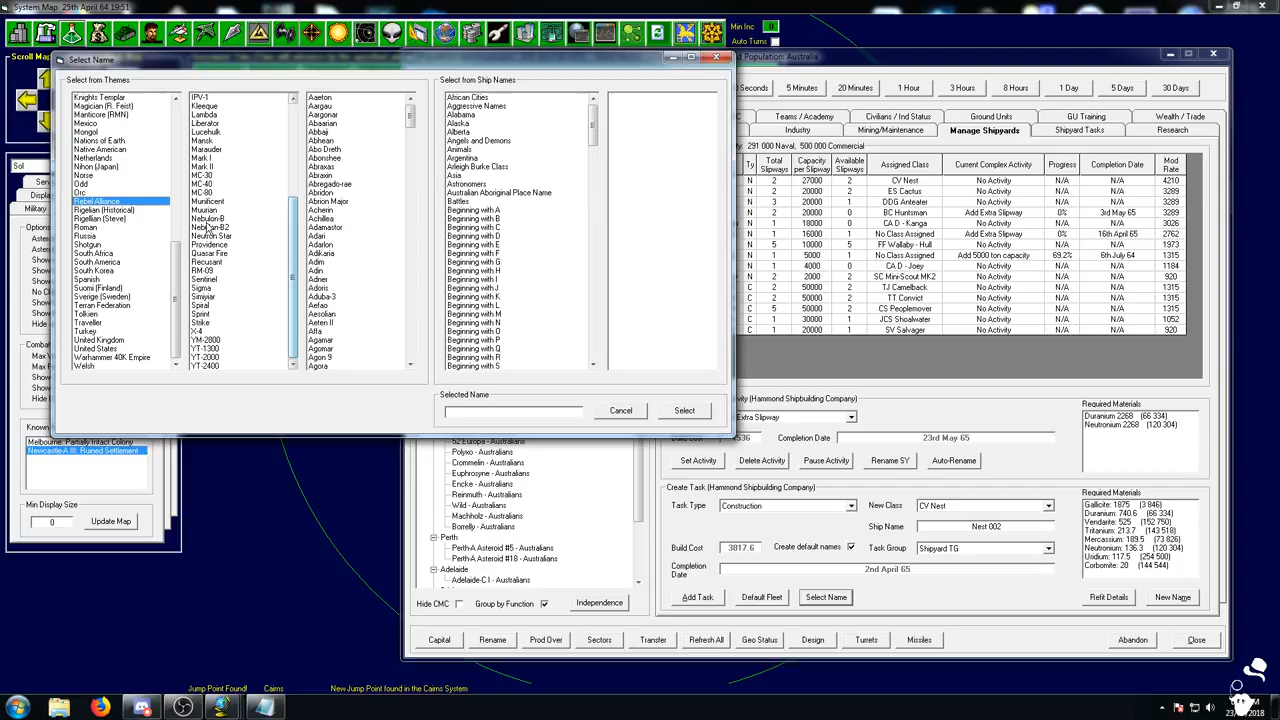 System Map  25th April 64 19:51
Scroll Map
Min Inc  0
Auto Turns
Select Name
Population: Australia
Select from Themes
Knights Templar
Magician (R. Feist)
Manticore (RMN)
Mexico
Mongol
Nations of Earth
Native American
Netherlands
Nihon (Japan)
Norse
Odd
Orc
Rebel Alliance
Rigelian (Historical)
Rigellian (Steve)
Roman
Russia
Shotgun
South Africa
South America
South Korea
Spanish
Suomi (Finland)
Sverige (Sweden)
Terran Federation
Tolkien
Traveller
Turkey
United Kingdom
United States
Warhammer 40K Empire
Welsh
IPV-1
Kleeque
Lambda
Liberator
Lucehulk
Mansk
Marauder
Mark I
Mark II
MC-30
MC-40
MC-80
Munificent
Muurian
Nebulon-B
Nebulon-B2
Neutron Star
Providence
Quasar Fire
Recusant
RM-09
Sentinel
Sigma
Simiyiar
Spiral
Sprint
Strike
X-4
YM-2800
YT-1300
YT-2000
YT-2400
Aaeton
Aargau
Aargonar
Abaarian
Abbaji
Abhean
Abo Dreth
Abonshee
Abraxas
Abraxin
Abregado-rae
Abridon
Abrion Major
Acherin
Achillea
Adamastor
Adari
Adarlon
Adikaria
Adim
Adin
Adner
Adoris
Aduba-3
Aefao
Aesolian
Aeten II
Affa
Agamar
Agomar
Agon 9
Agora
Select from Ship Names
African Cities
Aggressive Names
Alabama
Alaska
Alberta
Angels and Demons
Animals
Argentina
Arleigh Burke Class
Asia
Astronomers
Australian Aboriginal Place
Battles
Beginning with A
Beginning with B
Beginning with C
Beginning with D
Beginning with E
Beginning with F
Beginning with G
Beginning with H
Beginning with I
Beginning with J
Beginning with K
Beginning with L
Beginning with M
Beginning with N
Beginning with O
Beginning with P
Beginning with Q
Beginning with R
Beginning with S
Selected Name
Cancel  Select
Seconds  5 Minutes  20 Minutes  1 Hour  3 Hours  8 Hours  1 Day  5 Days  30 Days
Teams / Academy  Civilians / Ind Status  Ground Units  GU Training  Wealth / Trade
Industry  Mining/Maintenance  Manage Shipyards  Shipyard Tasks  Research
ty: 291 000 Naval, 500 000 Commercial
Ty  Total Slipways  Capacity per Slipway  Available Slipways  Assigned Class  Current Complex Activity  Progress  Completion Date  Mod Rate
N  2  27000  2  CV Nest  No Activity  N/A  N/A  4210
N  2  20000  2  ES Cactus  No Activity  N/A  N/A  3289
N  3  20000  2  DDG Anteater  No Activity  N/A  N/A  3289
N  2  20000  0  BC Huntsman  Add Extra Slipway  0%  3rd May 65  3289
N  1  18000  0  CA D - Kanga  No Activity  N/A  N/A  3026
N  1  16000  1  No Class Assigned  Add Extra Slipway  0%  16th April 65  2763
N  5  10000  5  FF Wallaby - Hull  No Activity  N/A  N/A  1973
N  1  5000  1  No Class Assigned  Add 5000 ton capacity  69.2%  6th July 64  1315
N  1  4000  0  CA D - Joey  No Activity  N/A  N/A  1184
N  2  2000  2  SC Mini-Scout MK2  No Activity  N/A  N/A  920
C  2  20000  2  TJ Camelback  No Activity  N/A  N/A  1315
C  2  20000  2  TT Convict  No Activity  N/A  N/A  1315
C  5  20000  2  CS Peoplemover  No Activity  N/A  N/A  1315
C  1  30000  1  JCS Shoalwater  No Activity  N/A  N/A  1052
C  1  20000  1  SV Salvager  No Activity  N/A  N/A  920
Sol
Options
Known
Melbourne: Partially Intact Colony
Newcastle-A III: Ruined Settlement
Min Display Size
0  Update Map
52 Europa - Australians
Polyxo - Australians
Crommelin - Australians
Euphrosyne - Australians
Encke - Australians
Reinmuth - Australians
Wild - Australians
Machholz - Australians
Borrelly - Australians
Perth
Perth-A Asteroid #5 - Australians
Perth-A Asteroid #18 - Australians
Adelaide
Adelaide-C I - Australians
Hide CMC  Group by Function  Independence
ctivity (Hammond Shipbuilding Company)
Extra Slipway
Completion Date  23rd May 65
Set Activity  Delete Activity  Pause Activity  Rename SY  Auto-Rename
Required Materials
Duranium 2268  (66 334)
Neutronium 2268  (120 304)
Create Task (Hammond Shipbuilding Company)
Task Type  Construction  New Class  CV Nest
Ship Name  Nest 002
Build Cost  3817.6  Create default names  Task Group  Shipyard TG
Completion Date  2nd April 65
Add Task  Default Fleet  Select Name  Refit Details  New Name
Required Materials
Gallicite: 1875  (3 846)
Duranium: 740.6  (66 334)
Vendarite: 525  (152 750)
Tritanium: 213.7  (143 518)
Mercassium: 189.5  (73 826)
Neutronium: 136.3  (120 304)
Uridium: 117.5  (254 500)
Corbomite: 20  (144 544)
Capital  Rename  Prod Over  Sectors  Transfer  Refresh All  Geo Status  Design  Turrets  Missiles  Abandon  Close
Jump Point Found!  Cairns  New Jump Point found in the Cairns System